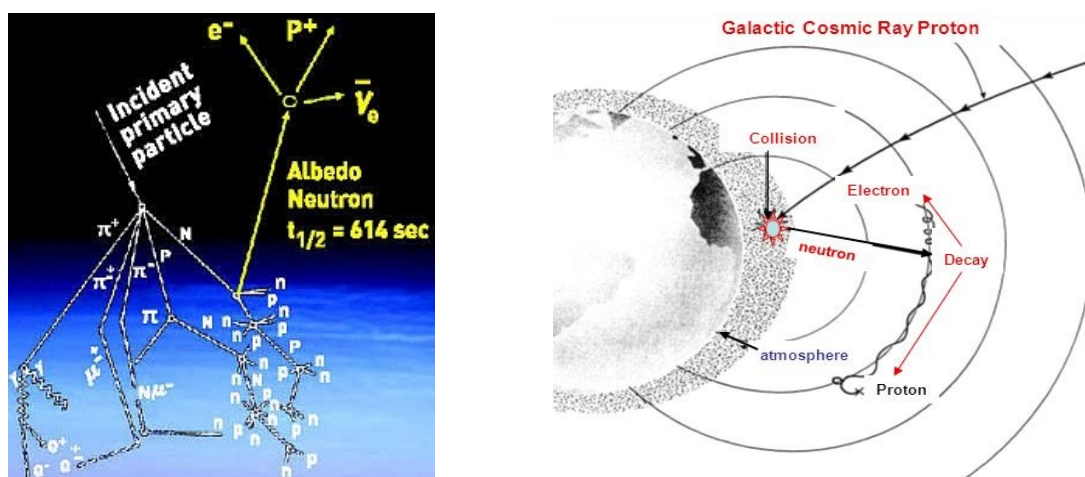 e-
P+
V̅e
Incident
primary
particle
Albedo
Neutron
t1/2 = 614 sec
π+
N
π+
π-
P
π
N
n
p
n
p
n
n
p
n
P
n
n
p
n
p
n
n
N
p
n
p
n
p
n
p
n
p
n
μ-
Nμ-
n
e+
e-
e+
Galactic Cosmic Ray Proton
Collision
Electron
neutron
Decay
atmosphere
Proton